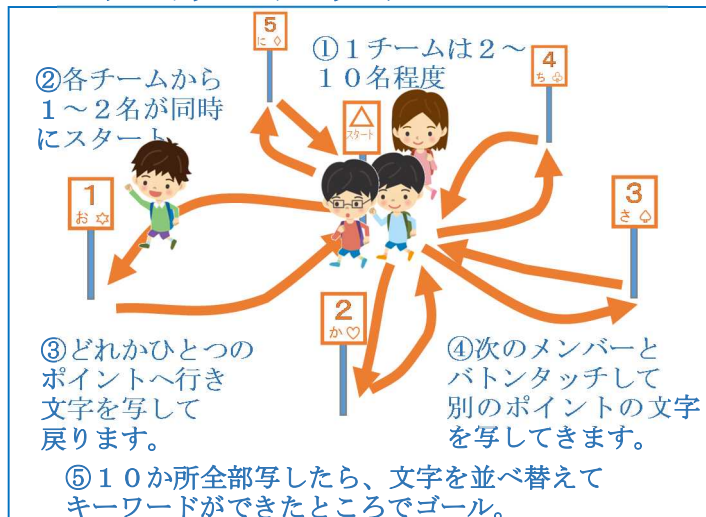 ①１チームは２～
１０名程度
②各チームから
１～２名が同時
にスタート
△
スタート
5
に ♢
4
ち ♧
1
お ✡
3
さ ♤
2
か ♡
③どれかひとつの
ポイントへ行き
文字を写して
戻ります。
④次のメンバーと
バトンタッチして
別のポイントの文字
を写してきます。
⑤１０か所全部写したら、文字を並べ替えて
キーワードができたところでゴール。